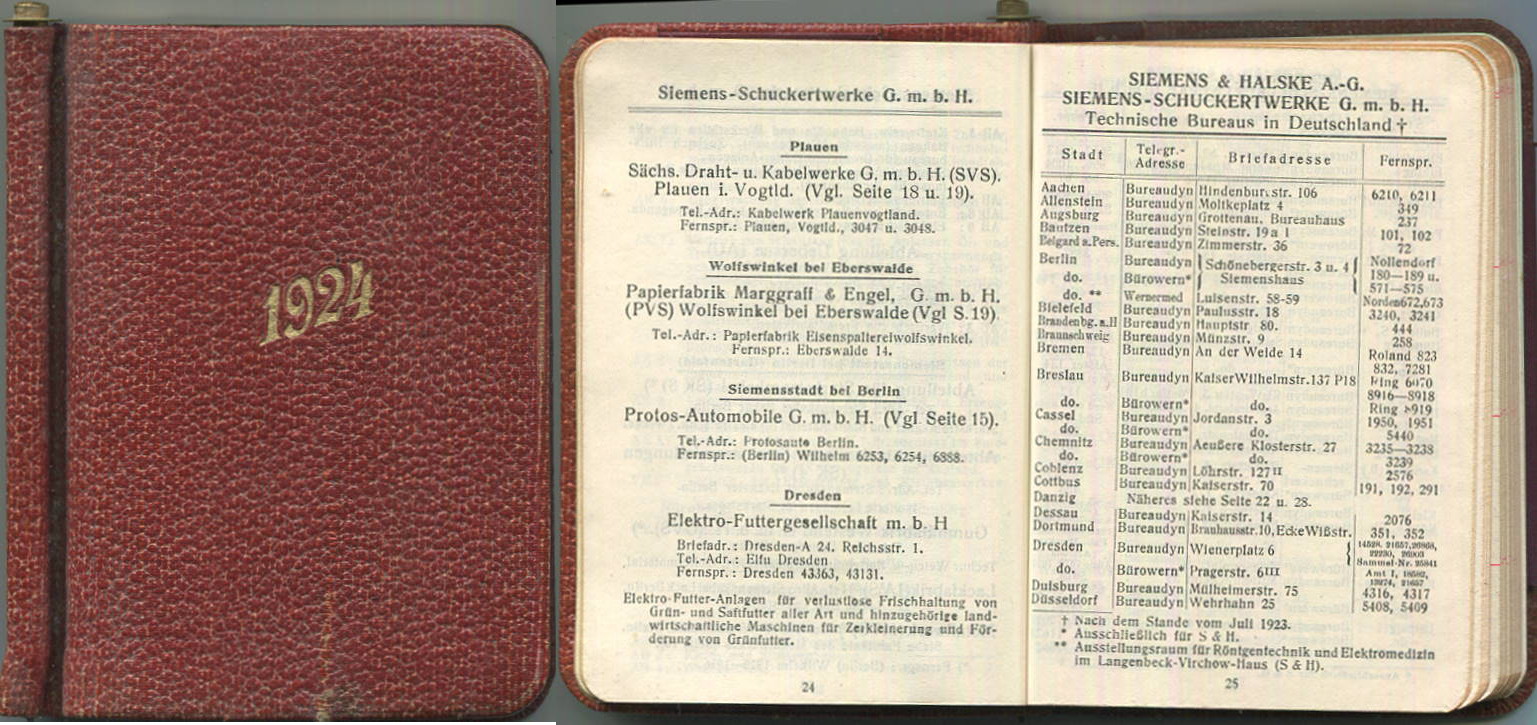 1924
Siemens-Schuckertwerke G. m. b. H.
Plauen
Sächs. Draht- u. Kabelwerke G. m. b. H. (SVS).
Plauen i. Vogtld. (Vgl. Seite 18 u. 19).
Tel.-Adr.: Kabelwerk Plauenvogtland.
Fernspr.: Plauen, Vogtld., 3047 u. 3048.
Wolfswinkel bei Eberswalde
Papierfabrik Marggraff & Engel, G. m. b. H.
(PVS) Wolfswinkel bei Eberswalde (Vgl S. 19)
Tel.-Adr.: Papierfabrik Eisenspaltereiwolfswinkel.
Fernspr.: Eberswalde 14.
Siemensstadt bei Berlin
Protos-Automobile G. m. b. H. (Vgl Seite 15).
Tel.-Adr.: Protosauto Berlin.
Fernspr.: (Berlin) Wilhelm 6253, 6254, 6388.
Dresden
Elektro-Futtergesellschaft m. b. H
Briefadr.: Dresden-A 24. Reichsstr. 1.
Tel.-Adr.: Elfu Dresden
Fernspr.: Dresden 43363, 43131.
Elektro-Futter-Anlagen für verlustlose Frischhaltung von
Grün- und Saftfutter aller Art und hinzugehörige land-
wirtschaftliche Maschinen für Zerkleinerung und För-
derung von Grünfutter.
24
SIEMENS & HALSKE A.-G.
SIEMENS-SCHUCKERTWERKE G. m. b. H.
Technische Bureaus in Deutschland †
Stadt Telegr.-Adresse Briefadresse Fernspr.
Aachen Bureaudyn Hindenburgstr. 106 6210, 6211
Allenstein Bureaudyn Moltkeplatz 4 349
Augsburg Bureaudyn Grottenau, Bureauhaus 237
Bautzen Bureaudyn Steinstr. 19a I 101, 102
Belgard a. Pers. Bureaudyn Zimmerstr. 36 72
Berlin Bureaudyn Schönebergerstr. 3 u. 4 Nollendorf
do. Bürowern* Siemenshaus 180—189 u.
571—575
do. ** Wernermed Luisenstr. 58-59 Norden 672, 673
Bielefeld Bureaudyn Paulusstr. 18 3240, 3241
Brandenbg. a. H Bureaudyn Hauptstr 80. 444
Braunschweig Bureaudyn Münzstr. 9 258
Bremen Bureaudyn An der Weide 14 Roland 823
832, 7281
Breslau Bureaudyn Kaiser Wilhelmstr. 137 P18 Ring 6070
8916—8918
do. Bürowern* do. Ring 8919
Cassel Bureaudyn Jordanstr. 3 1950, 1951
do. Bürowern* do. 5440
Chemnitz Bureaudyn Aeußere Klosterstr. 27 3235—3238
do. Bürowern* do. 3239
Coblenz Bureaudyn Löhrstr. 127 II 2576
Cottbus Bureaudyn Kaiserstr. 70 191, 192, 291
Danzig Näheres siehe Seite 22 u. 28.
Dessau Bureaudyn Kaiserstr. 14 2076
Dortmund Bureaudyn Brauhausstr. 10, Ecke Wißstr. 351, 352
Dresden Bureaudyn Wienerplatz 6
Sammel-Nr. 25841
do. Bürowern* Pragerstr. 6 III Amt I,
Duisburg Bureaudyn Mülheimerstr. 75 4316, 4317
Düsseldorf Bureaudyn Wehrhahn 25 5408, 5409
† Nach dem Stande vom Juli 1923.
* Ausschließlich für S & H.
** Ausstellungsraum für Röntgentechnik und Elektromedizin
im Langenbeck-Virchow-Haus (S & H).
25